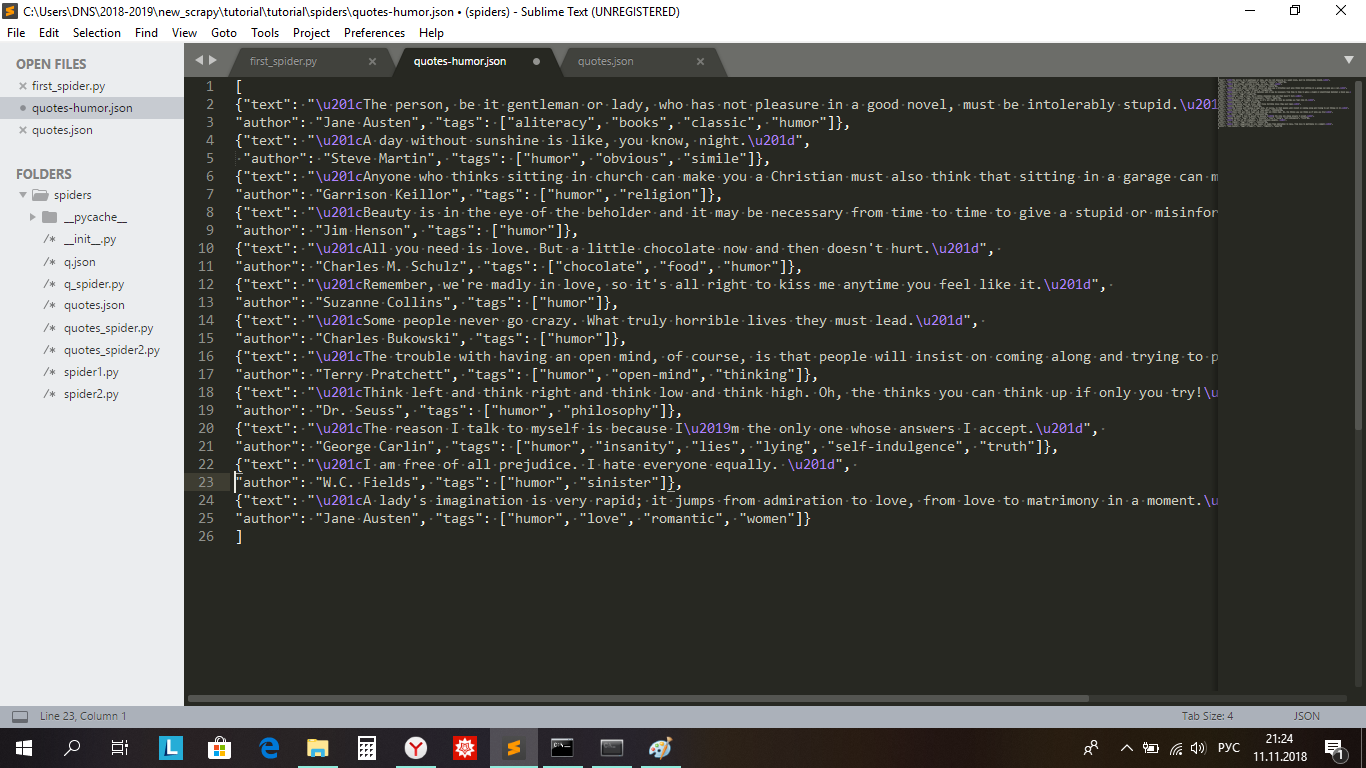 C:\Users\DNS\2018-2019\new_scrapy\tutorial\tutorial\spiders\quotes-humor.json • (spiders) - Sublime Text (UNREGISTERED)
File Edit Selection Find View Goto Tools Project Preferences Help
OPEN FILES
first_spider.py
quotes-humor.json
quotes.json
FOLDERS
spiders
__pycache__
/* __init__.py
/* q.json
/* q_spider.py
/* quotes.json
/* quotes_spider.py
/* quotes_spider2.py
/* spider1.py
/* spider2.py
first_spider.py quotes-humor.json quotes.json
1 [
2 {"text": "\u201cThe person, be it gentleman or lady, who has not pleasure in a good novel, must be intolerably stupid.\u201
3 "author": "Jane Austen", "tags": ["aliteracy", "books", "classic", "humor"]},
4 {"text": "\u201cA day without sunshine is like, you know, night.\u201d",
5 "author": "Steve Martin", "tags": ["humor", "obvious", "simile"]},
6 {"text": "\u201cAnyone who thinks sitting in church can make you a Christian must also think that sitting in a garage can m
7 "author": "Garrison Keillor", "tags": ["humor", "religion"]},
8 {"text": "\u201cBeauty is in the eye of the beholder and it may be necessary from time to time to give a stupid or misinfor
9 "author": "Jim Henson", "tags": ["humor"]},
10 {"text": "\u201cAll you need is love. But a little chocolate now and then doesn't hurt.\u201d",
11 "author": "Charles M. Schulz", "tags": ["chocolate", "food", "humor"]},
12 {"text": "\u201cRemember, we're madly in love, so it's all right to kiss me anytime you feel like it.\u201d",
13 "author": "Suzanne Collins", "tags": ["humor"]},
14 {"text": "\u201cSome people never go crazy. What truly horrible lives they must lead.\u201d",
15 "author": "Charles Bukowski", "tags": ["humor"]},
16 {"text": "\u201cThe trouble with having an open mind, of course, is that people will insist on coming along and trying to p
17 "author": "Terry Pratchett", "tags": ["humor", "open-mind", "thinking"]},
18 {"text": "\u201cThink left and think right and think low and think high. Oh, the thinks you can think up if only you try!\u
19 "author": "Dr. Seuss", "tags": ["humor", "philosophy"]},
20 {"text": "\u201cThe reason I talk to myself is because I\u2019m the only one whose answers I accept.\u201d",
21 "author": "George Carlin", "tags": ["humor", "insanity", "lies", "lying", "self-indulgence", "truth"]},
22 {"text": "\u201cI am free of all prejudice. I hate everyone equally. \u201d",
23 "author": "W.C. Fields", "tags": ["humor", "sinister"]},
24 {"text": "\u201cA lady's imagination is very rapid; it jumps from admiration to love, from love to matrimony in a moment.\u
25 "author": "Jane Austen", "tags": ["humor", "love", "romantic", "women"]}
26 ]
Line 23, Column 1 Tab Size: 4 JSON
РУС
21:24
11.11.2018
1